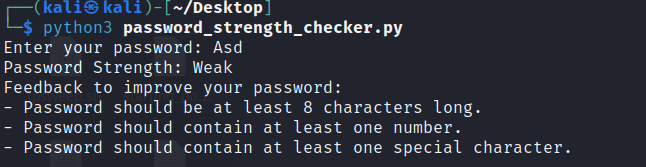 ┌──(kali㉿kali)-[~/Desktop]
└─$ python3 password_strength_checker.py
Enter your password: Asd
Password Strength: Weak
Feedback to improve your password:
- Password should be at least 8 characters long.
- Password should contain at least one number.
- Password should contain at least one special character.